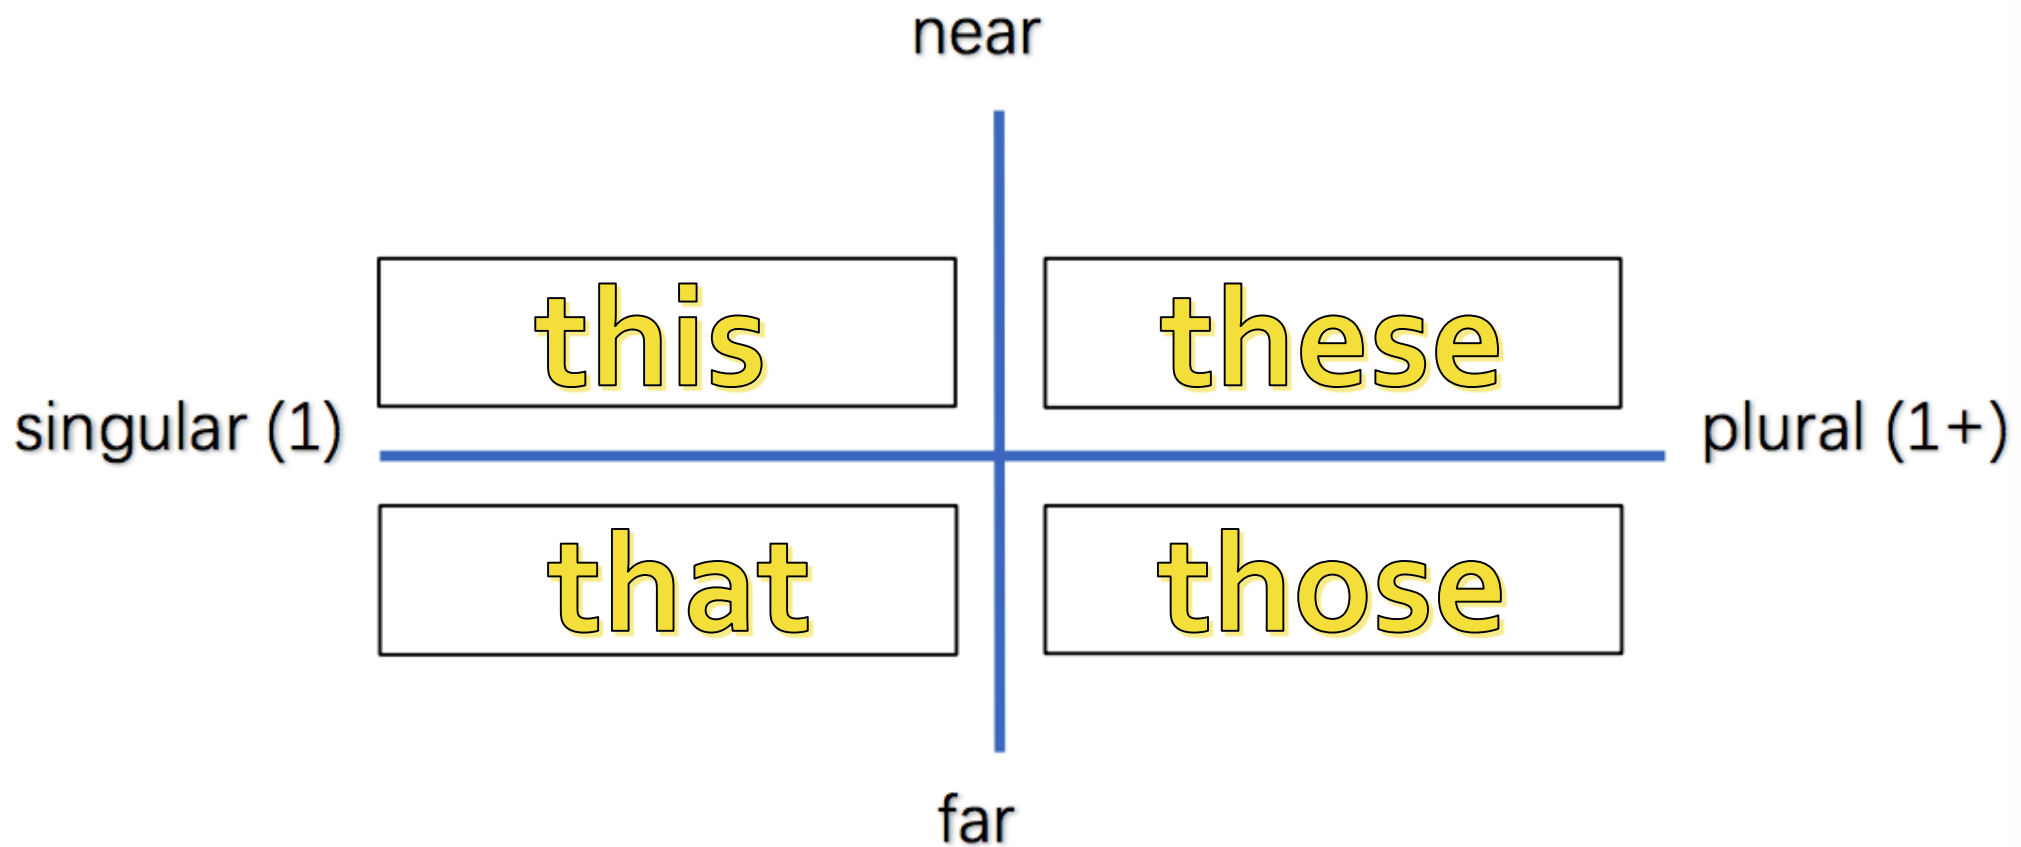 near
this these
singular (1) plural (1+)
that those
far